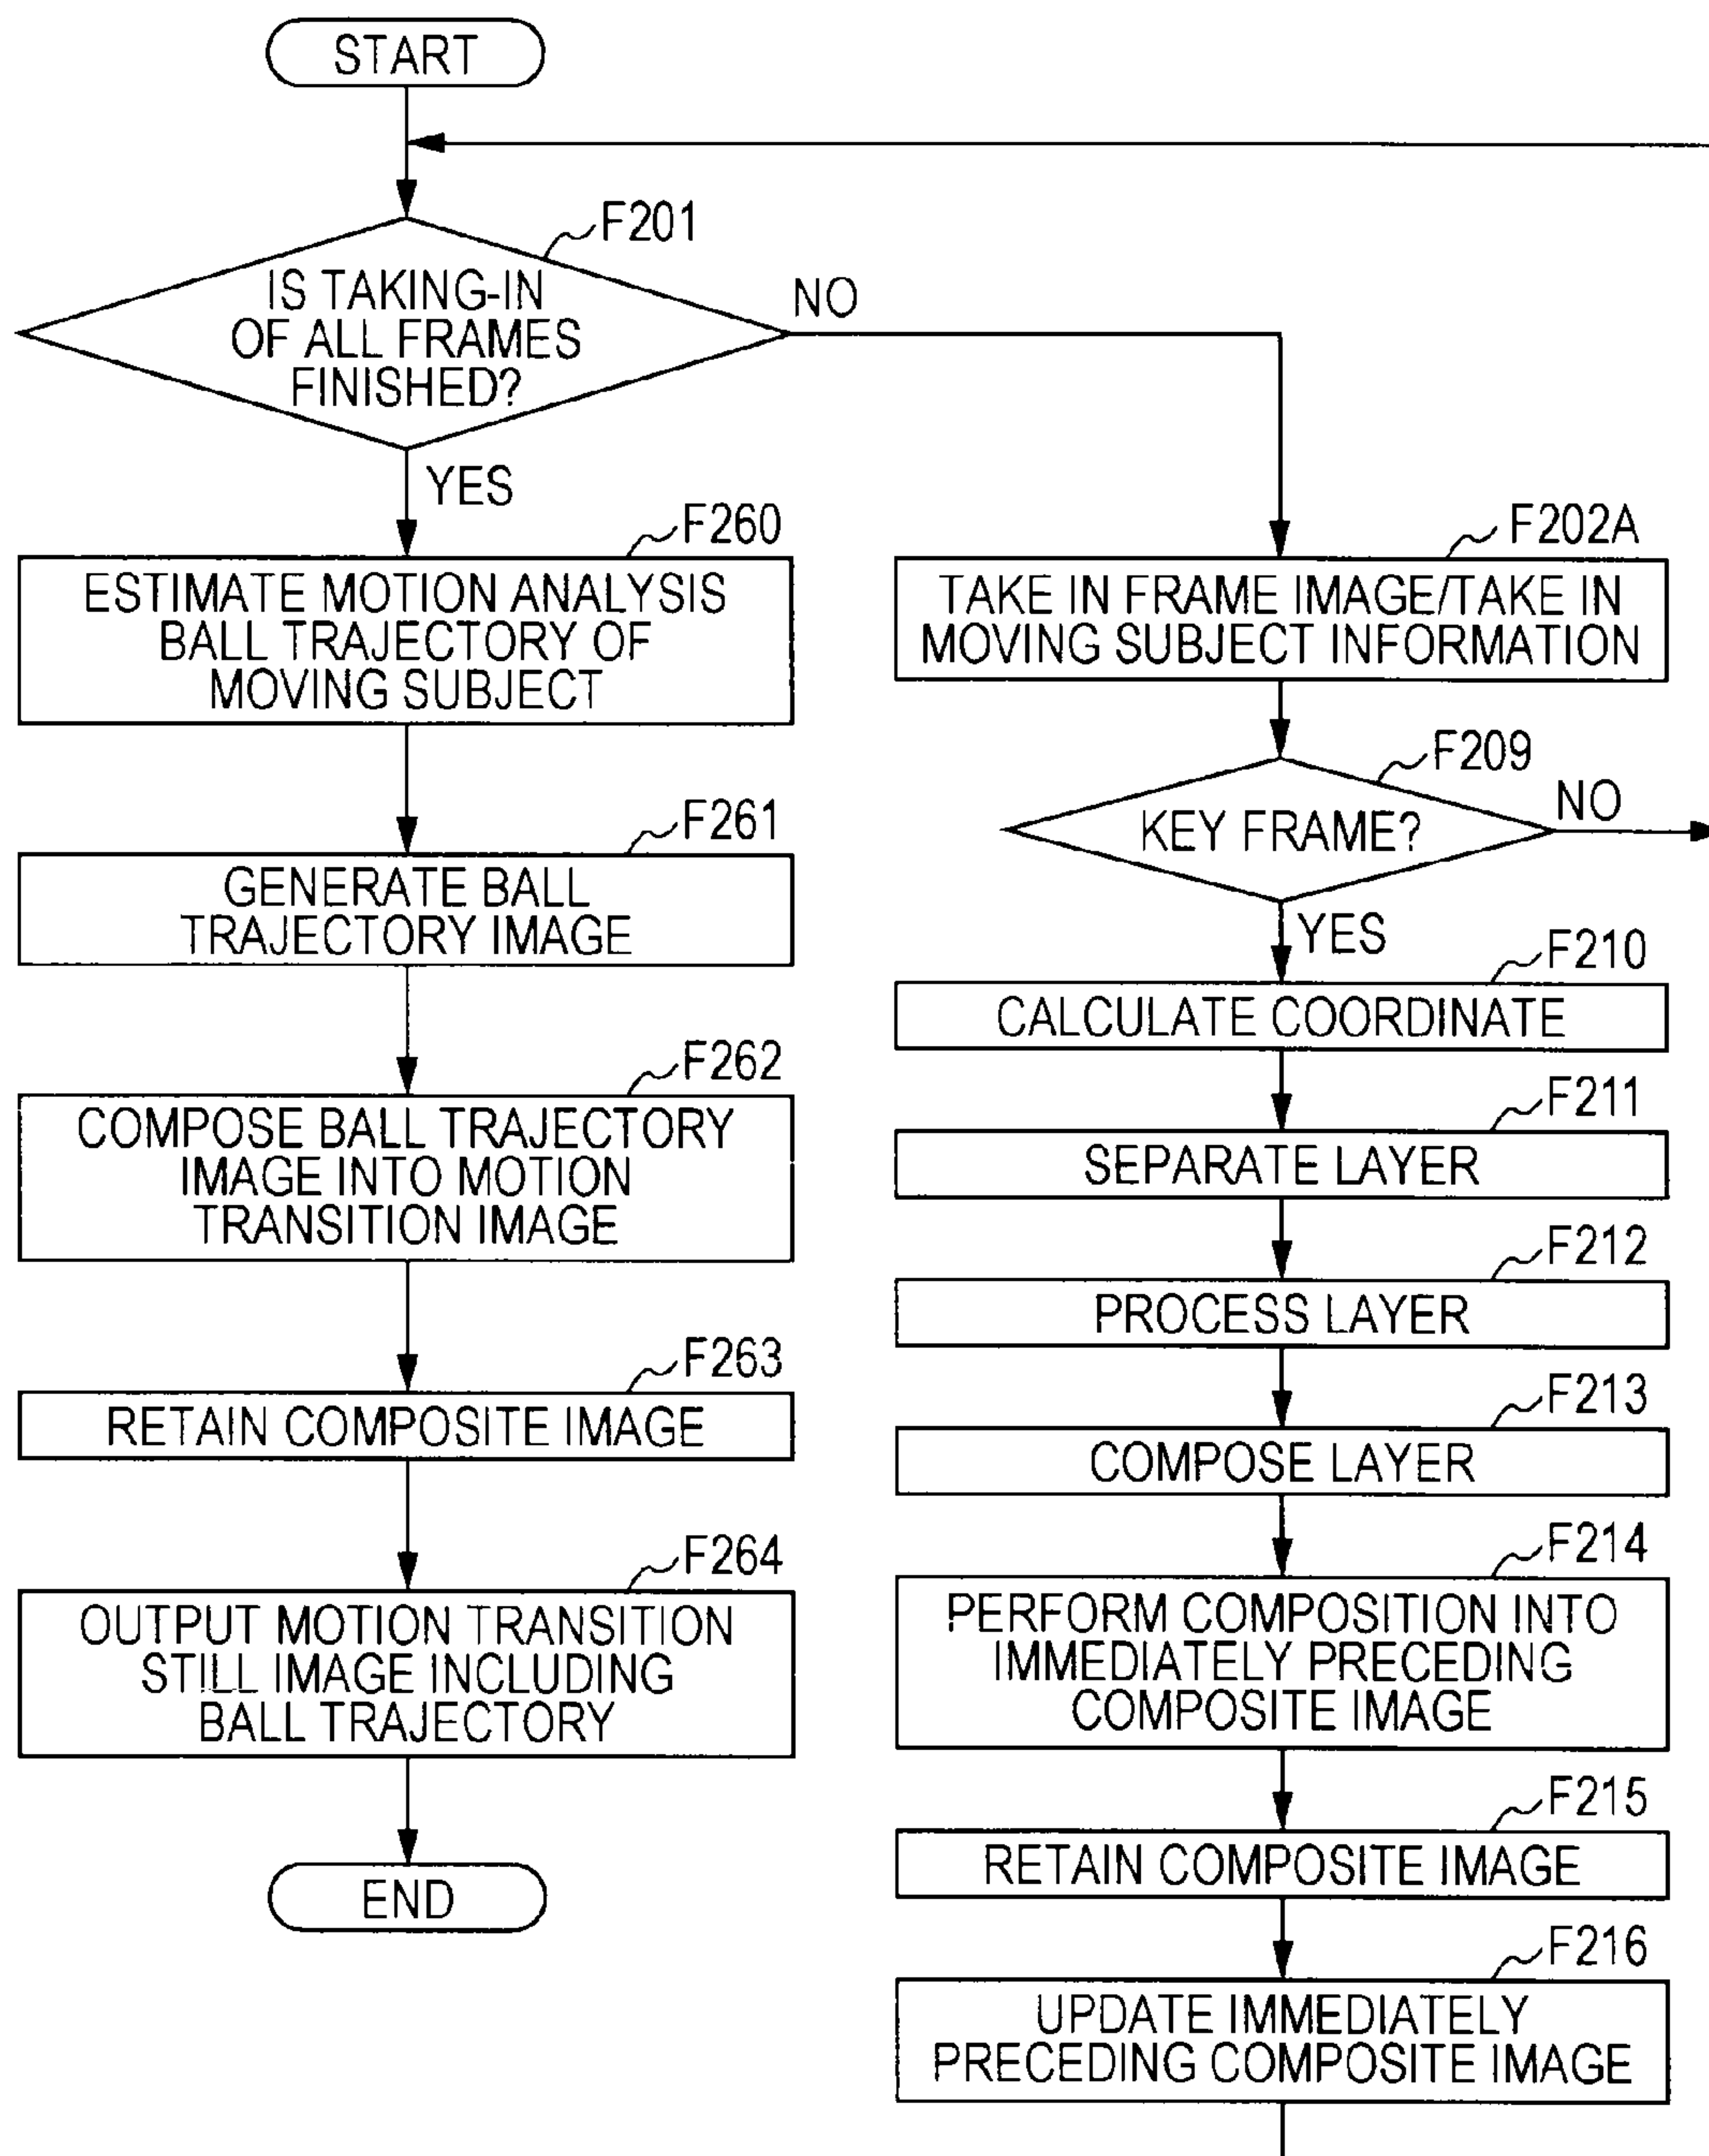 START
F201
IS TAKING-IN
OF ALL FRAMES
FINISHED?
NO
YES
F260
ESTIMATE MOTION ANALYSIS
BALL TRAJECTORY OF
MOVING SUBJECT
F261
GENERATE BALL
TRAJECTORY IMAGE
F262
COMPOSE BALL TRAJECTORY
IMAGE INTO MOTION
TRANSITION IMAGE
F263
RETAIN COMPOSITE IMAGE
F264
OUTPUT MOTION TRANSITION
STILL IMAGE INCLUDING
BALL TRAJECTORY
END
F202A
TAKE IN FRAME IMAGE/TAKE IN
MOVING SUBJECT INFORMATION
F209
KEY FRAME?
NO
YES
F210
CALCULATE COORDINATE
F211
SEPARATE LAYER
F212
PROCESS LAYER
F213
COMPOSE LAYER
F214
PERFORM COMPOSITION INTO
IMMEDIATELY PRECEDING
COMPOSITE IMAGE
F215
RETAIN COMPOSITE IMAGE
F216
UPDATE IMMEDIATELY
PRECEDING COMPOSITE IMAGE